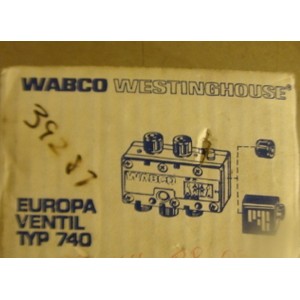 WABCO WESTINGHOUSE®
39287
WABCO
EUROPA
VENTIL
TYP 740